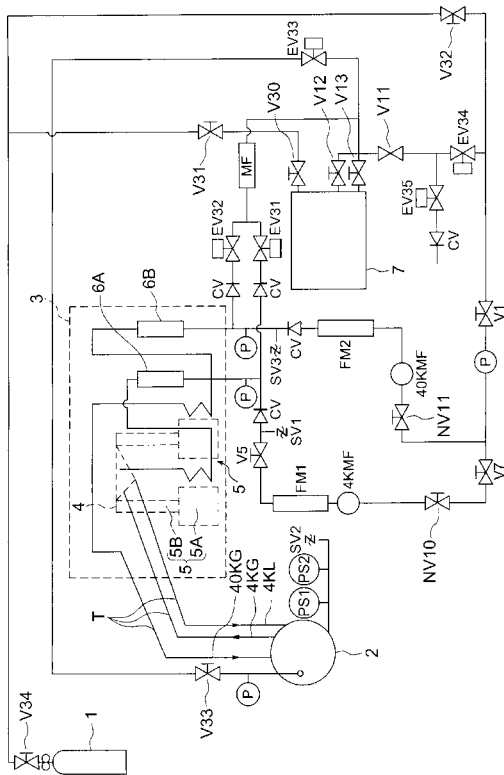 V34
1
V33
P
T
40KG
4KG
4KL
2
PS1
PS2
SV2
3
4
5
5B
5A
5
6A
6B
P
P
SV1
SV3
V5
CV
CV
FM1
4KMF
NV10
V7
FM2
40KMF
NV11
P
V1
CV
CV
EV32
EV31
MF
V31
V30
V12
V13
7
EV33
V11
EV34
EV35
CV
V32